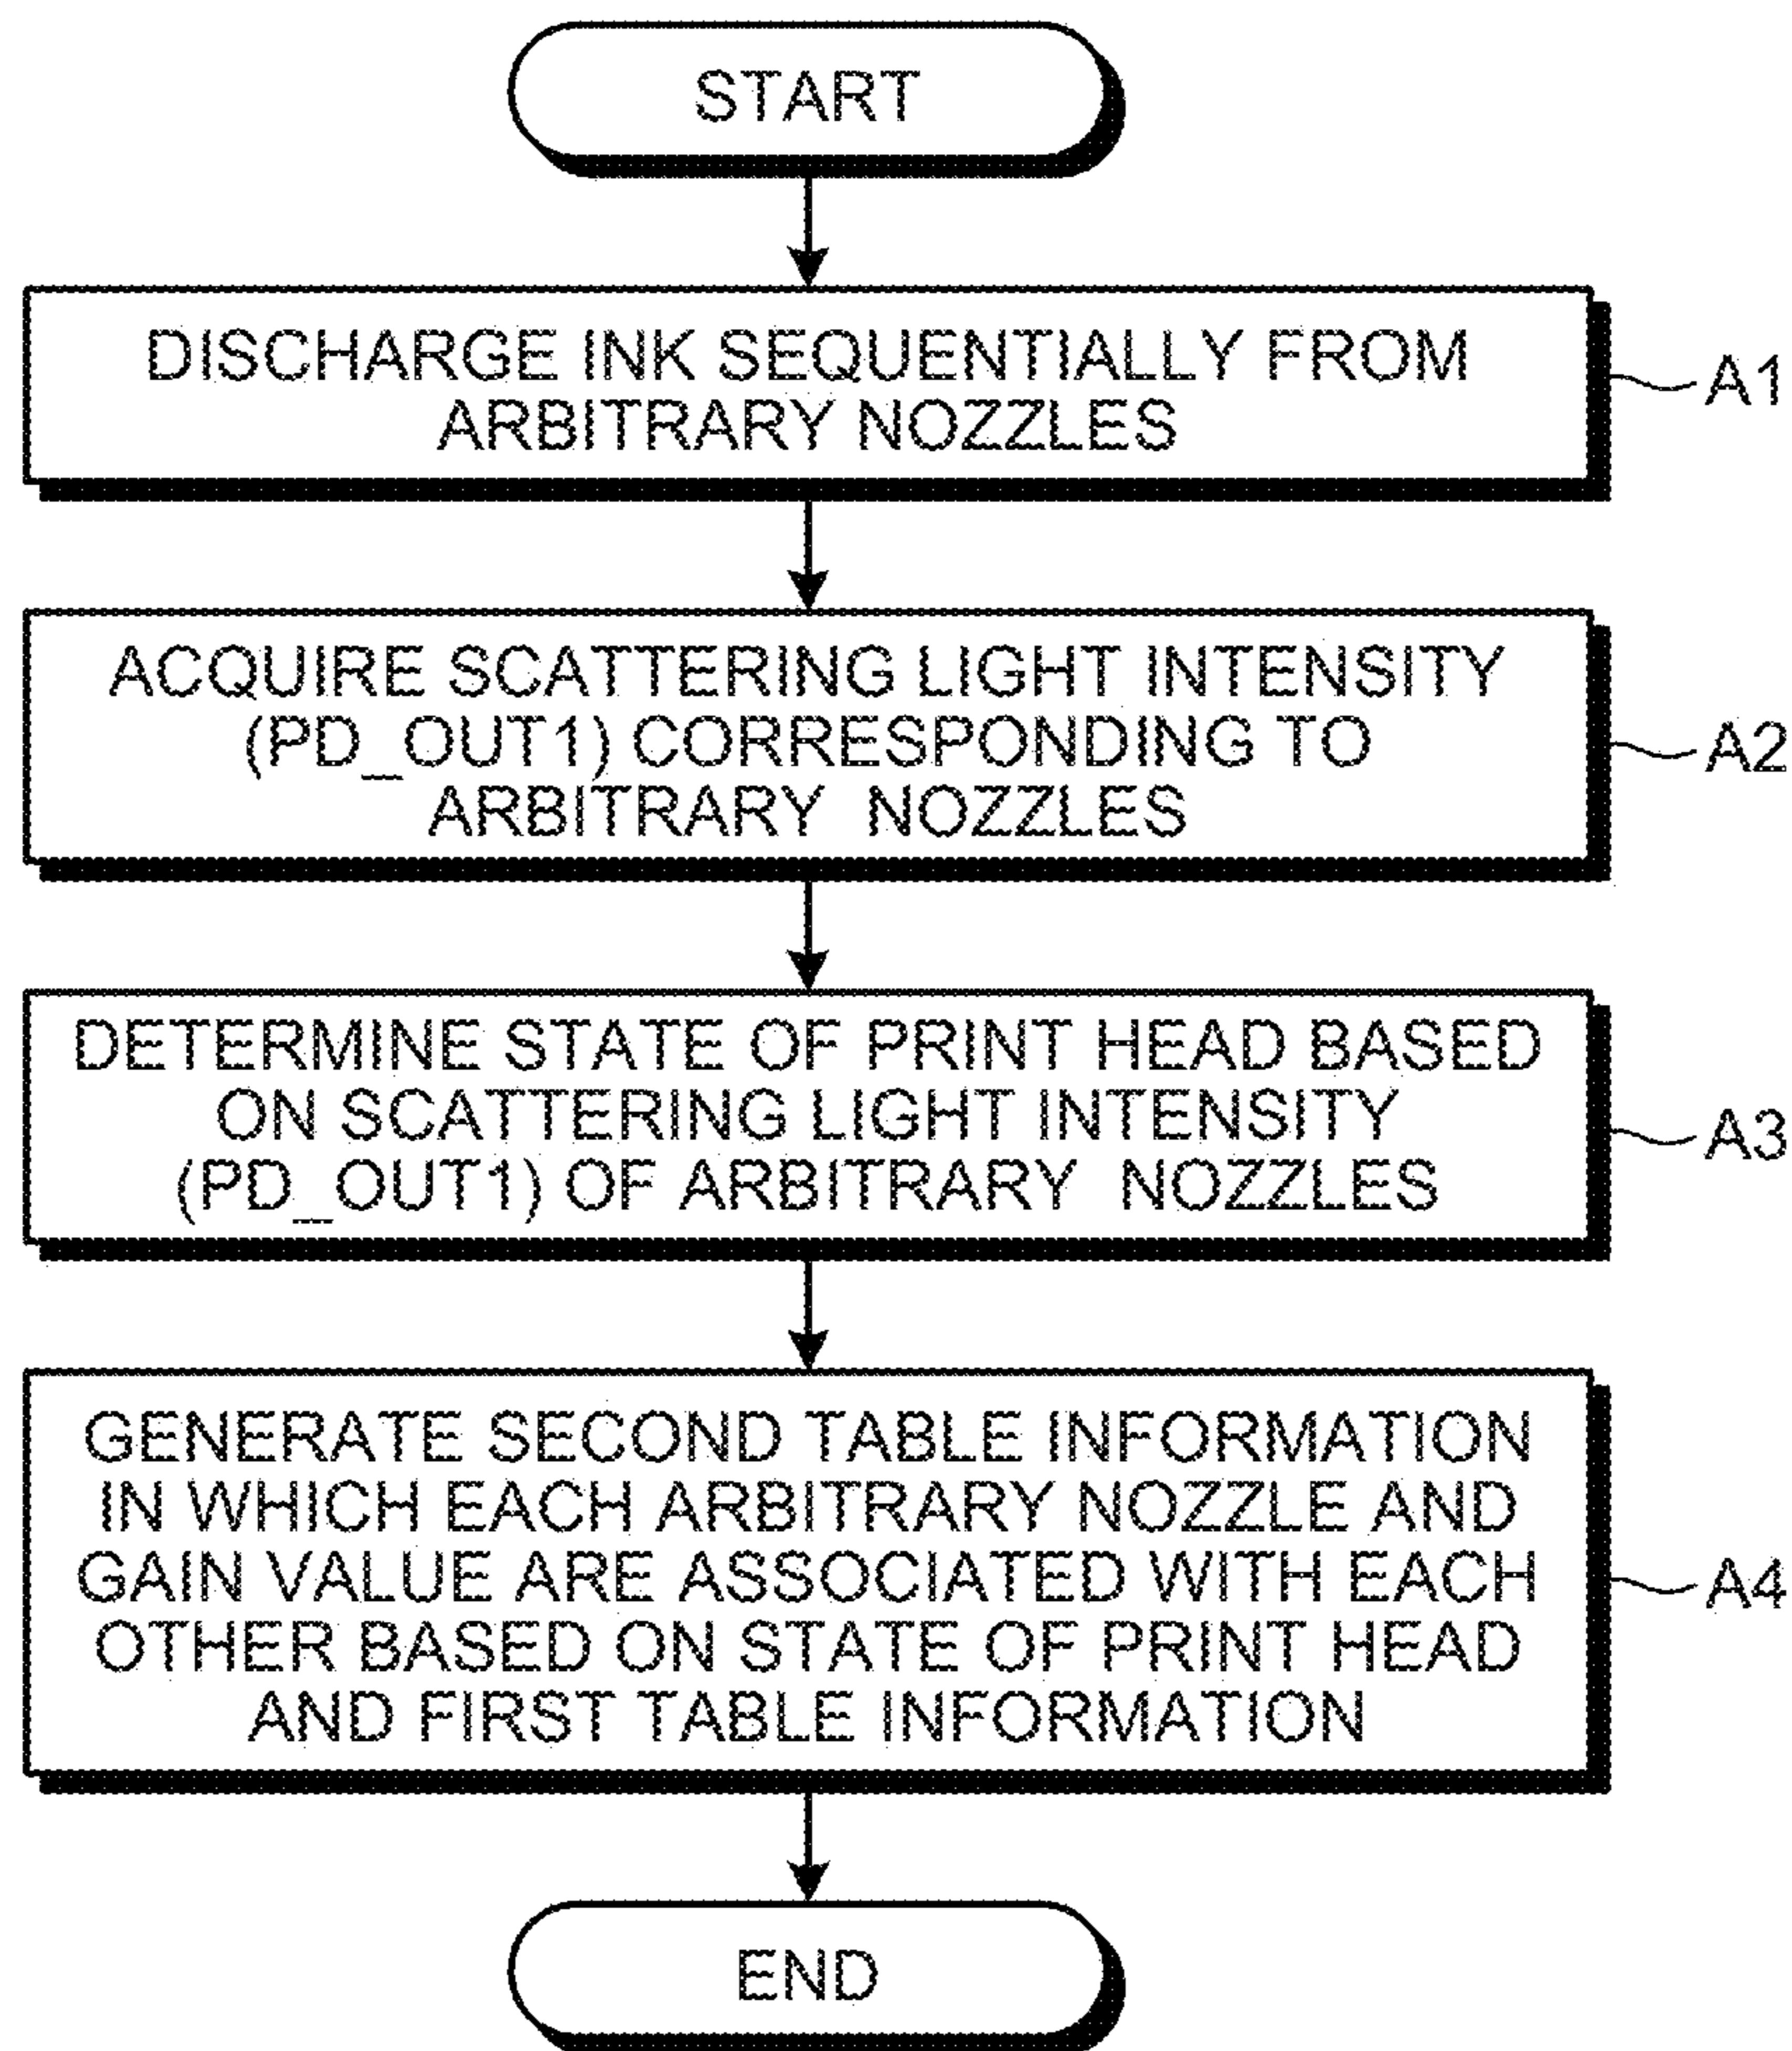 START
DISCHARGE INK SEQUENTIALLY FROM
ARBITRARY NOZZLES
A1
ACQUIRE SCATTERING LIGHT INTENSITY
(PD_OUT1) CORRESPONDING TO
ARBITRARY NOZZLES
A2
DETERMINE STATE OF PRINT HEAD BASED
ON SCATTERING LIGHT INTENSITY
(PD_OUT1) OF ARBITRARY NOZZLES
A3
GENERATE SECOND TABLE INFORMATION
IN WHICH EACH ARBITRARY NOZZLE AND
GAIN VALUE ARE ASSOCIATED WITH EACH
OTHER BASED ON STATE OF PRINT HEAD
AND FIRST TABLE INFORMATION
A4
END